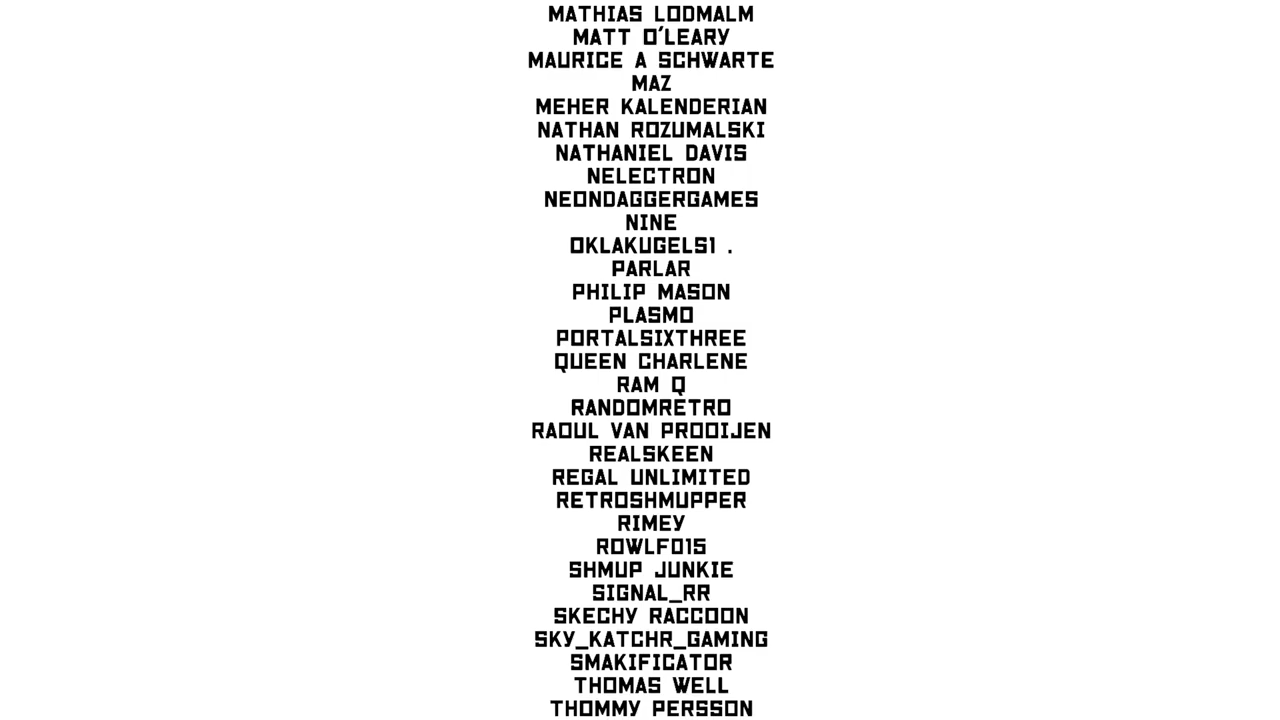 MATHIAS LODMALM
MATT O'LEARY
MAURICE A SCHWARTE
MAZ
MEHER KALENDERIAN
NATHAN ROZUMALSKI
NATHANIEL DAVIS
NELECTRON
NEONDAGGERGAMES
NINE
OKLAKUGELS1 .
PARLAR
PHILIP MASON
PLASMO
PORTALSIXTHREE
QUEEN CHARLENE
RAM Q
RANDOMRETRO
RAOUL VAN PROOIJEN
REALSKEEN
REGAL UNLIMITED
RETROSHMUPPER
RIMEY
ROWLF015
SHMUP JUNKIE
SIGNAL_RR
SKECHY RACCOON
SKY_KATCHR_GAMING
SMAKIFICATOR
THOMAS WELL
THOMMY PERSSON